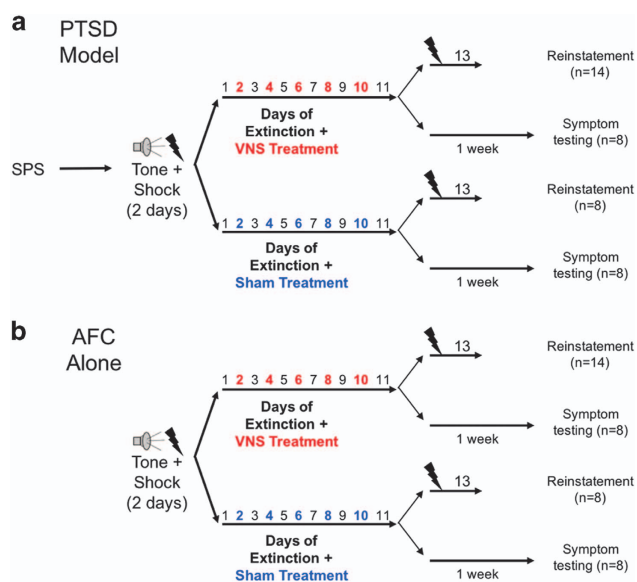 a
PTSD
Model
SPS
Tone +
Shock
(2 days)
1 2 3 4 5 6 7 8 9 10 11
Days of
Extinction +
VNS Treatment
13
Reinstatement
(n=14)
1 week
Symptom
testing (n=8)
1 2 3 4 5 6 7 8 9 10 11
Days of
Extinction +
Sham Treatment
13
Reinstatement
(n=8)
1 week
Symptom
testing (n=8)
b
AFC
Alone
Tone +
Shock
(2 days)
1 2 3 4 5 6 7 8 9 10 11
Days of
Extinction +
VNS Treatment
13
Reinstatement
(n=14)
1 week
Symptom
testing (n=8)
1 2 3 4 5 6 7 8 9 10 11
Days of
Extinction +
Sham Treatment
13
Reinstatement
(n=8)
1 week
Symptom
testing (n=8)